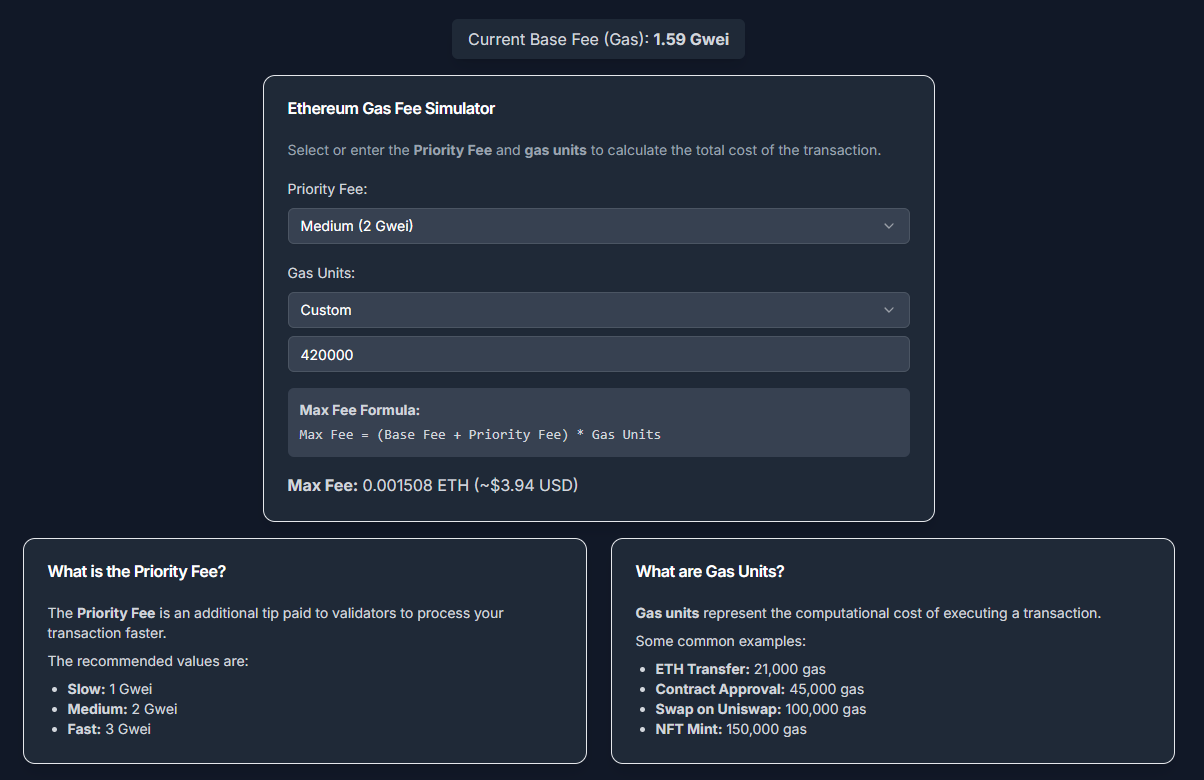 Current Base Fee (Gas): 1.59 Gwei
Ethereum Gas Fee Simulator
Select or enter the Priority Fee and gas units to calculate the total cost of the transaction.
Priority Fee:
Medium (2 Gwei)
Gas Units:
Custom
420000
Max Fee Formula:
Max Fee = (Base Fee + Priority Fee) * Gas Units
Max Fee: 0.001508 ETH (~$3.94 USD)
What is the Priority Fee?
The Priority Fee is an additional tip paid to validators to process your
transaction faster.
The recommended values are:
• Slow: 1 Gwei
• Medium: 2 Gwei
• Fast: 3 Gwei
What are Gas Units?
Gas units represent the computational cost of executing a transaction.
Some common examples:
• ETH Transfer: 21,000 gas
• Contract Approval: 45,000 gas
• Swap on Uniswap: 100,000 gas
• NFT Mint: 150,000 gas